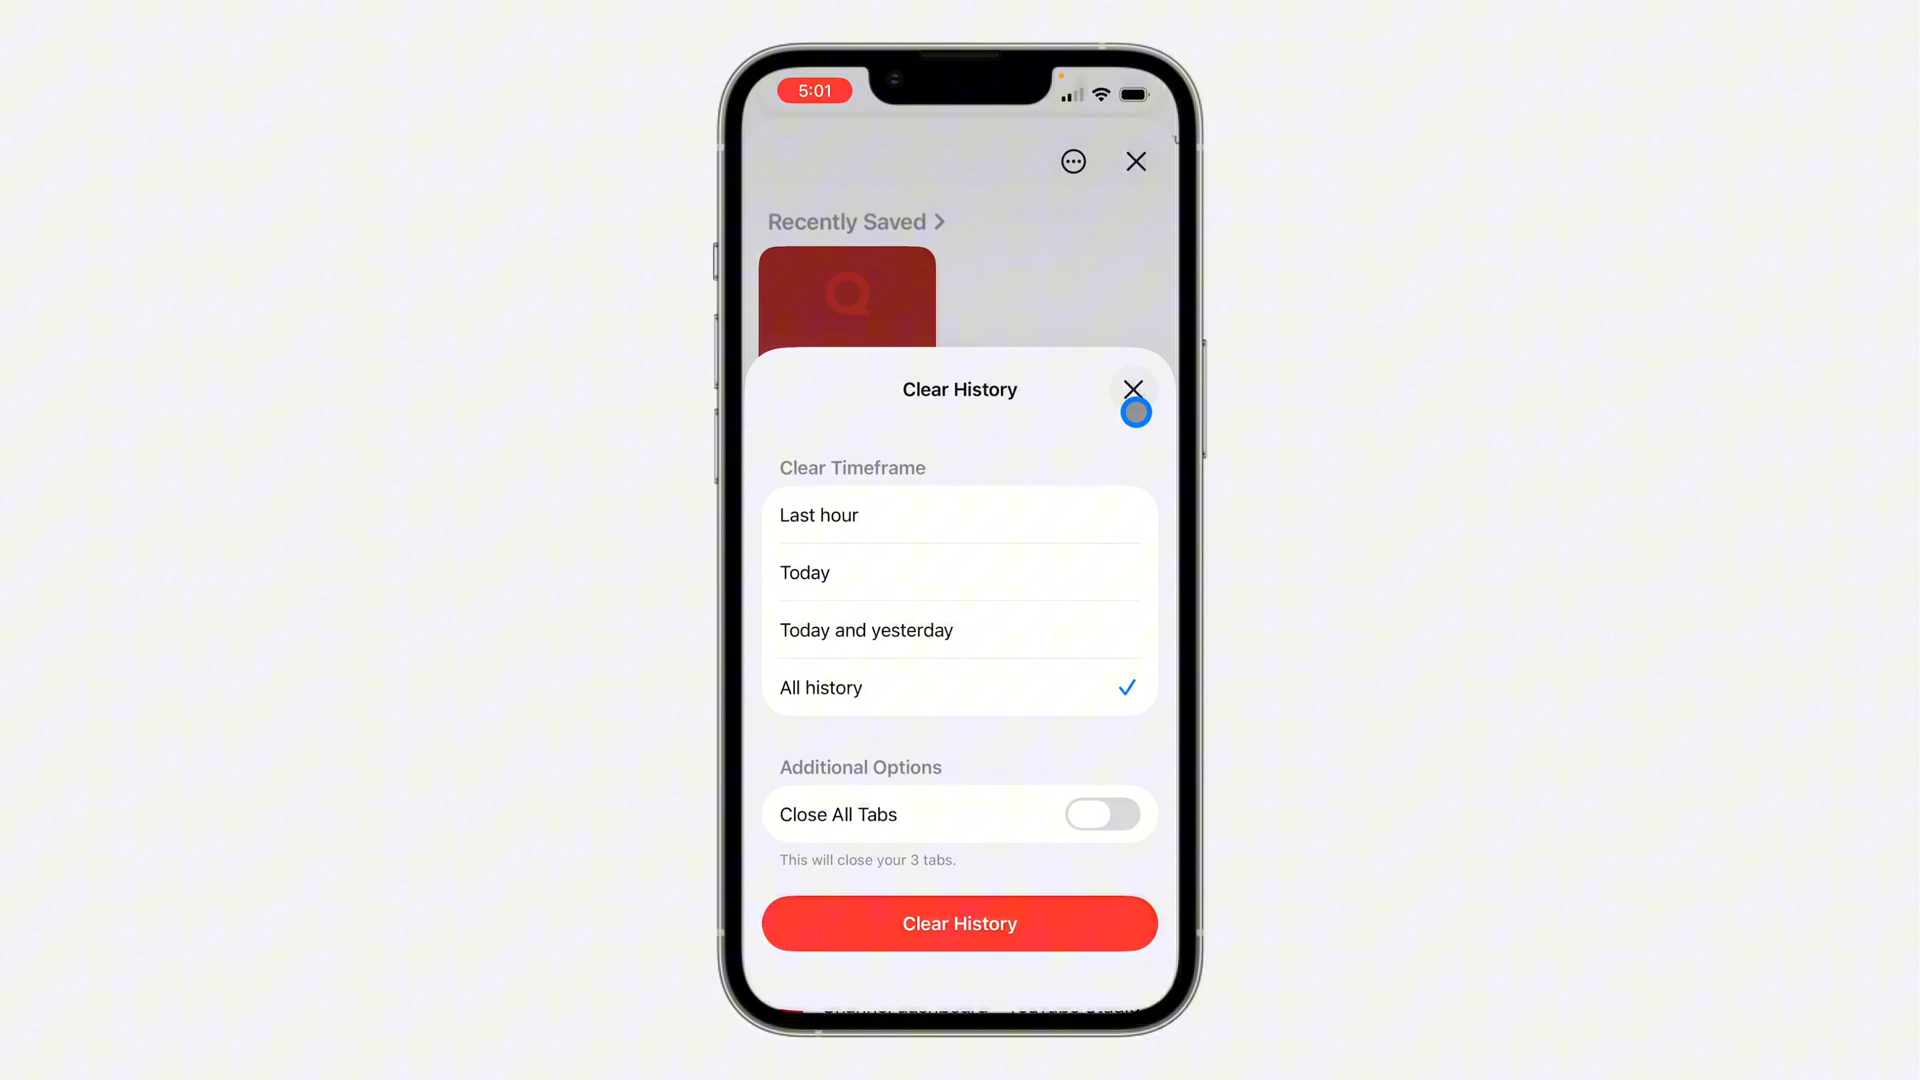 5:01
Recently Saved
Clear History
Clear Timeframe
Last hour
Today
Today and yesterday
All history
Additional Options
Close All Tabs
This will close your 3 tabs.
Clear History